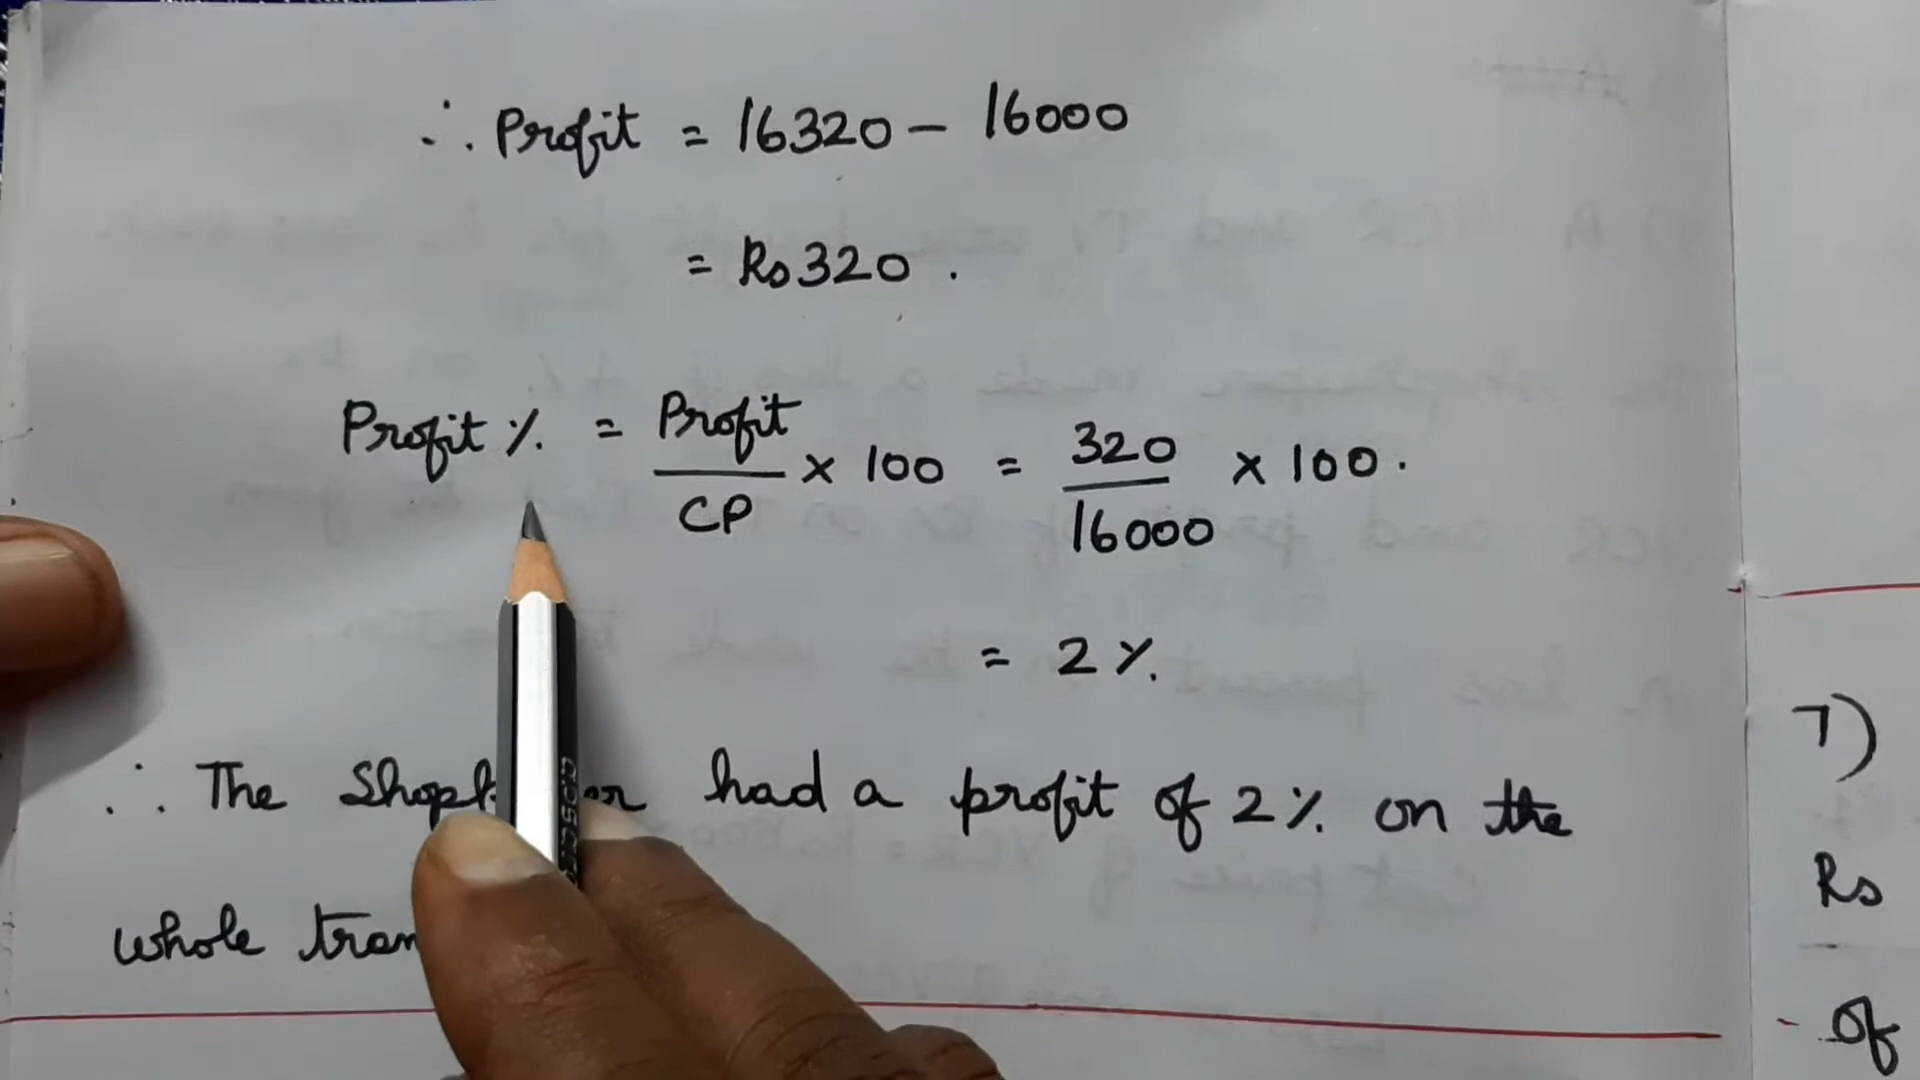 ∴ Profit = 16320 – 16000
= Rs 320 .
Profit % = Profit / CP × 100 = 320 / 16000 × 100 .
= 2 %
∴ The had a profit of 2 % on the
whole
7)
Rs
- of